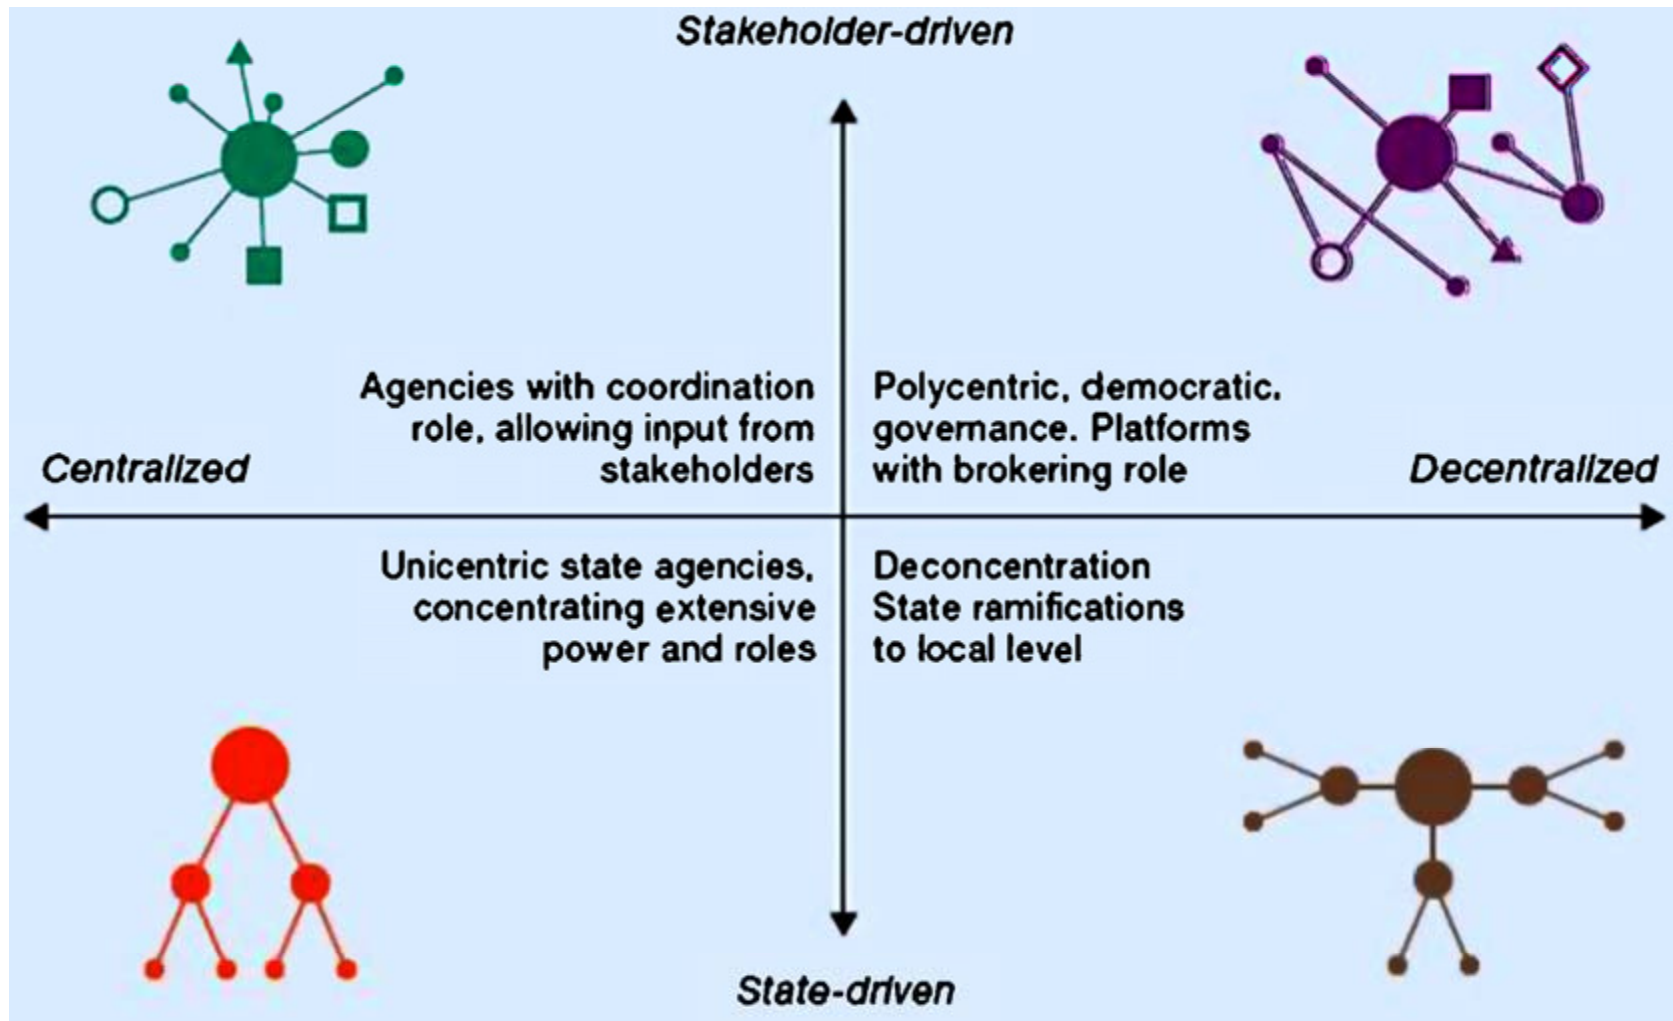 Stakeholder-driven
Agencies with coordination
role, allowing input from
stakeholders
Polycentric, democratic.
governance. Platforms
with brokering role
Centralized
Decentralized
Unicentric state agencies,
concentrating extensive
power and roles
Deconcentration
State ramifications
to local level
State-driven